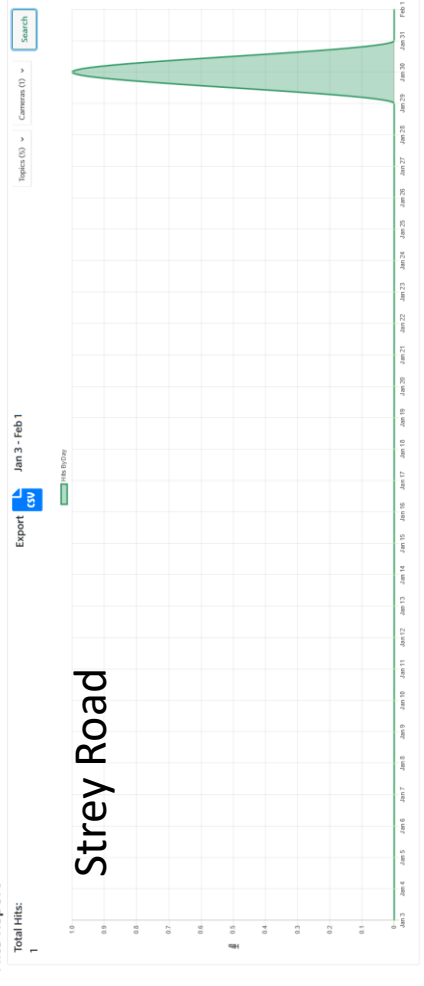 Total Hits:
1
Export
CSV
Jan 3 - Feb 1
Topics (5)
Cameras (1)
Search
Hits By Day
Strey Road
1.0
0.9
0.8
0.7
0.6
0.5
0.4
0.3
0.2
0.1
0
#
Jan 3
Jan 4
Jan 5
Jan 6
Jan 7
Jan 8
Jan 9
Jan 10
Jan 11
Jan 12
Jan 13
Jan 14
Jan 15
Jan 16
Jan 17
Jan 18
Jan 19
Jan 20
Jan 21
Jan 22
Jan 23
Jan 24
Jan 25
Jan 26
Jan 27
Jan 28
Jan 29
Jan 30
Jan 31
Feb 1